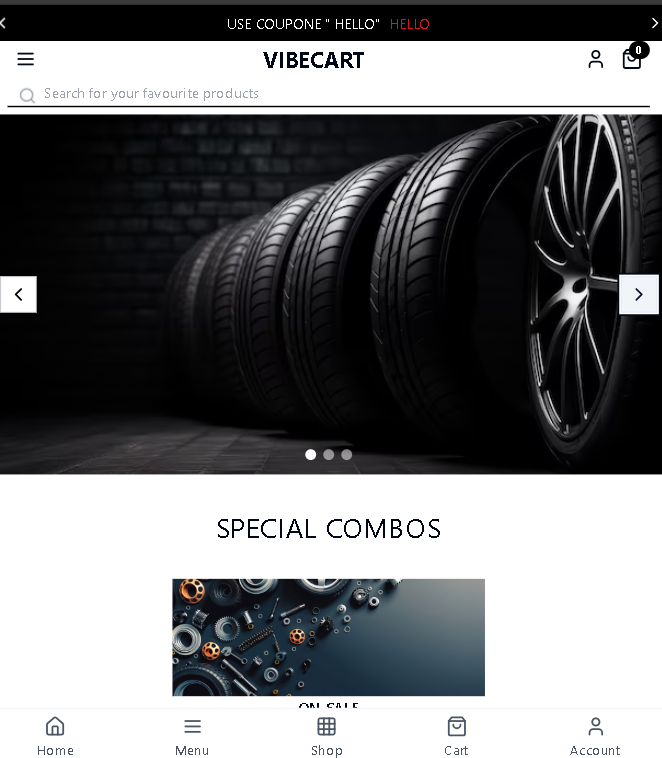 USE COUPONE " HELLO" HELLO
VIBECART
0
Search for your favourite products
SPECIAL COMBOS
ON SALE
Home Menu Shop Cart Account